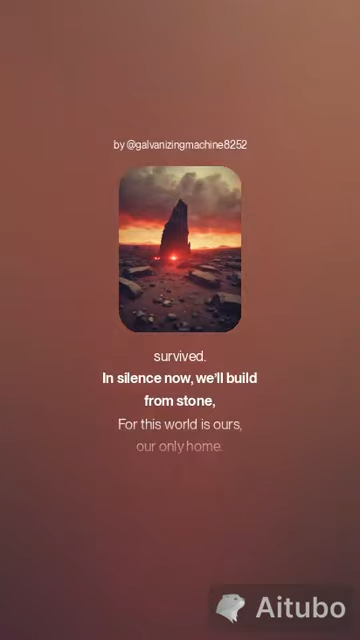 by @galvanizingmachine8252
survived.
In silence now, we'll build
from stone,
For this world is ours,
our only home.
Aitubo